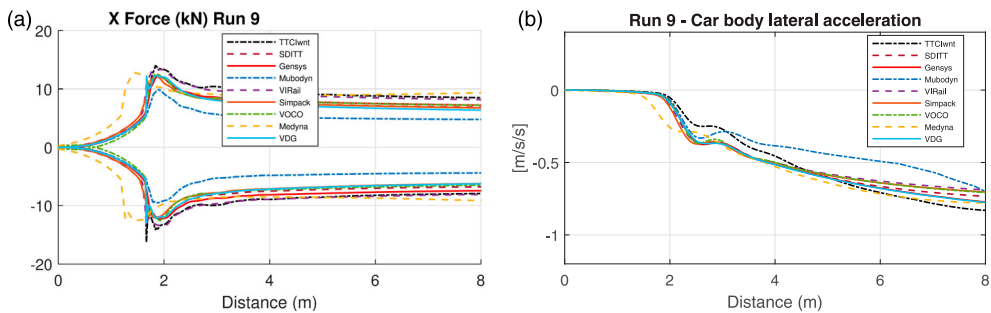 (a)
X Force (kN) Run 9
20
10
0
-10
-20
0
2
4
6
8
Distance (m)
TTCIwnt
SDITT
Gensys
Mubodyn
VIRail
Simpack
VOCO
Medyna
VDG
(b)
Run 9 - Car body lateral acceleration
[m/s/s]
0
-0.5
-1
0
2
4
6
8
Distance (m)
TTCIwnt
SDITT
Gensys
Mubodyn
VIRail
Simpack
VOCO
Medyna
VDG